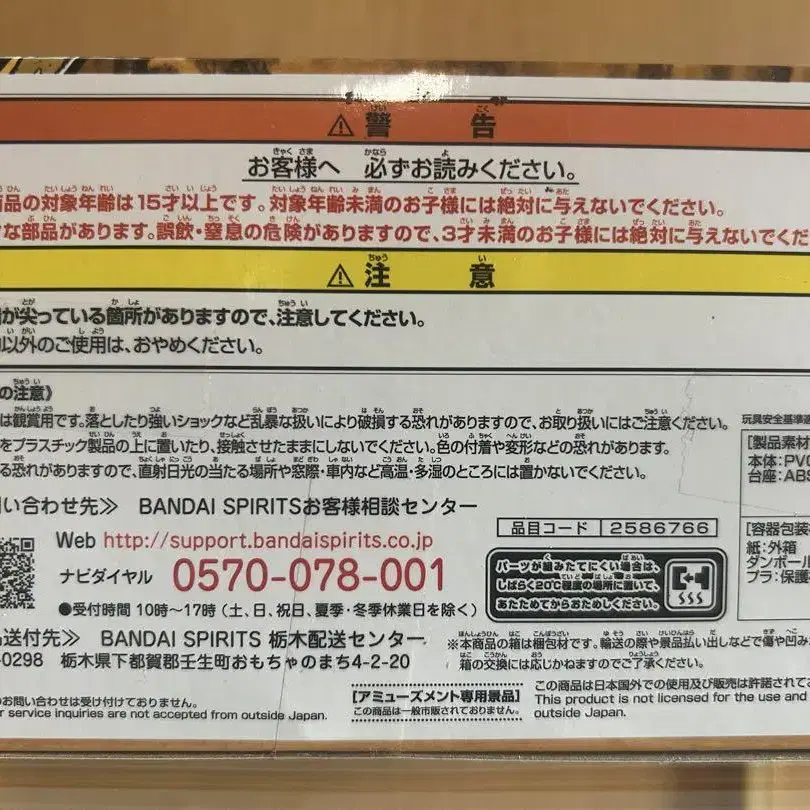 ⚠警 告
お客様へ 必ずお読みください。
品の対象年齢は15才以上です。対象年齢未満のお子様には絶対に与えないでください。
な部品があります。誤飲・窒息の危険がありますので、3才未満のお子様には絶対に与えないでくだ
⚠注 意
が尖っている箇所がありますので、注意してください。
以外のご使用は、おやめください。
の注意》
は観賞用です。落としたり強いショックなど乱暴な扱いにより破損する恐れがありますので、お取り扱いにはご注意ください。
をプラスチック製品の上に置いたり、接触させたままにしないでください。色の付着や変形などの恐れがあります。
る恐れがありますので、直射日光の当たる場所や窓際・車内など高温・多湿のところには置かないでください。
問い合わせ先≫ BANDAI SPIRITSお客様相談センター
Web http://support.bandaispirits.co.jp
ナビダイヤル 0570-078-001
●受付時間 10時～17時(土、日、祝日、夏季・冬季休業日を除く)
送付先≫ BANDAI SPIRITS 栃木配送センター
-0298 栃木県下都賀郡壬生町おもちゃのまち4-2-20
のお問い合わせは受け付けておりません。
r service inquiries are not accepted from outside Japan.
品目コード 2586766
パーツが組みたてにくい場合は、
しばらく20℃程度の場所に置いて、
あたためてからおためしください。
※本商品の箱は梱包材です。輸送の際や景品払い出しなどで傷や凹み
箱の交換には応じかねますのでご了承ください。
[アミューズメント専用景品]
この商品は一般市販されておりません。
この商品は日本国外での使用及び販売は許諾されてお
This product is not licensed for the use and
outside Japan.
玩具安全基準適
[製品素材
本体:PVC
台座:ABS
[容器包装
紙:外箱
ダンボール
プラ:保護